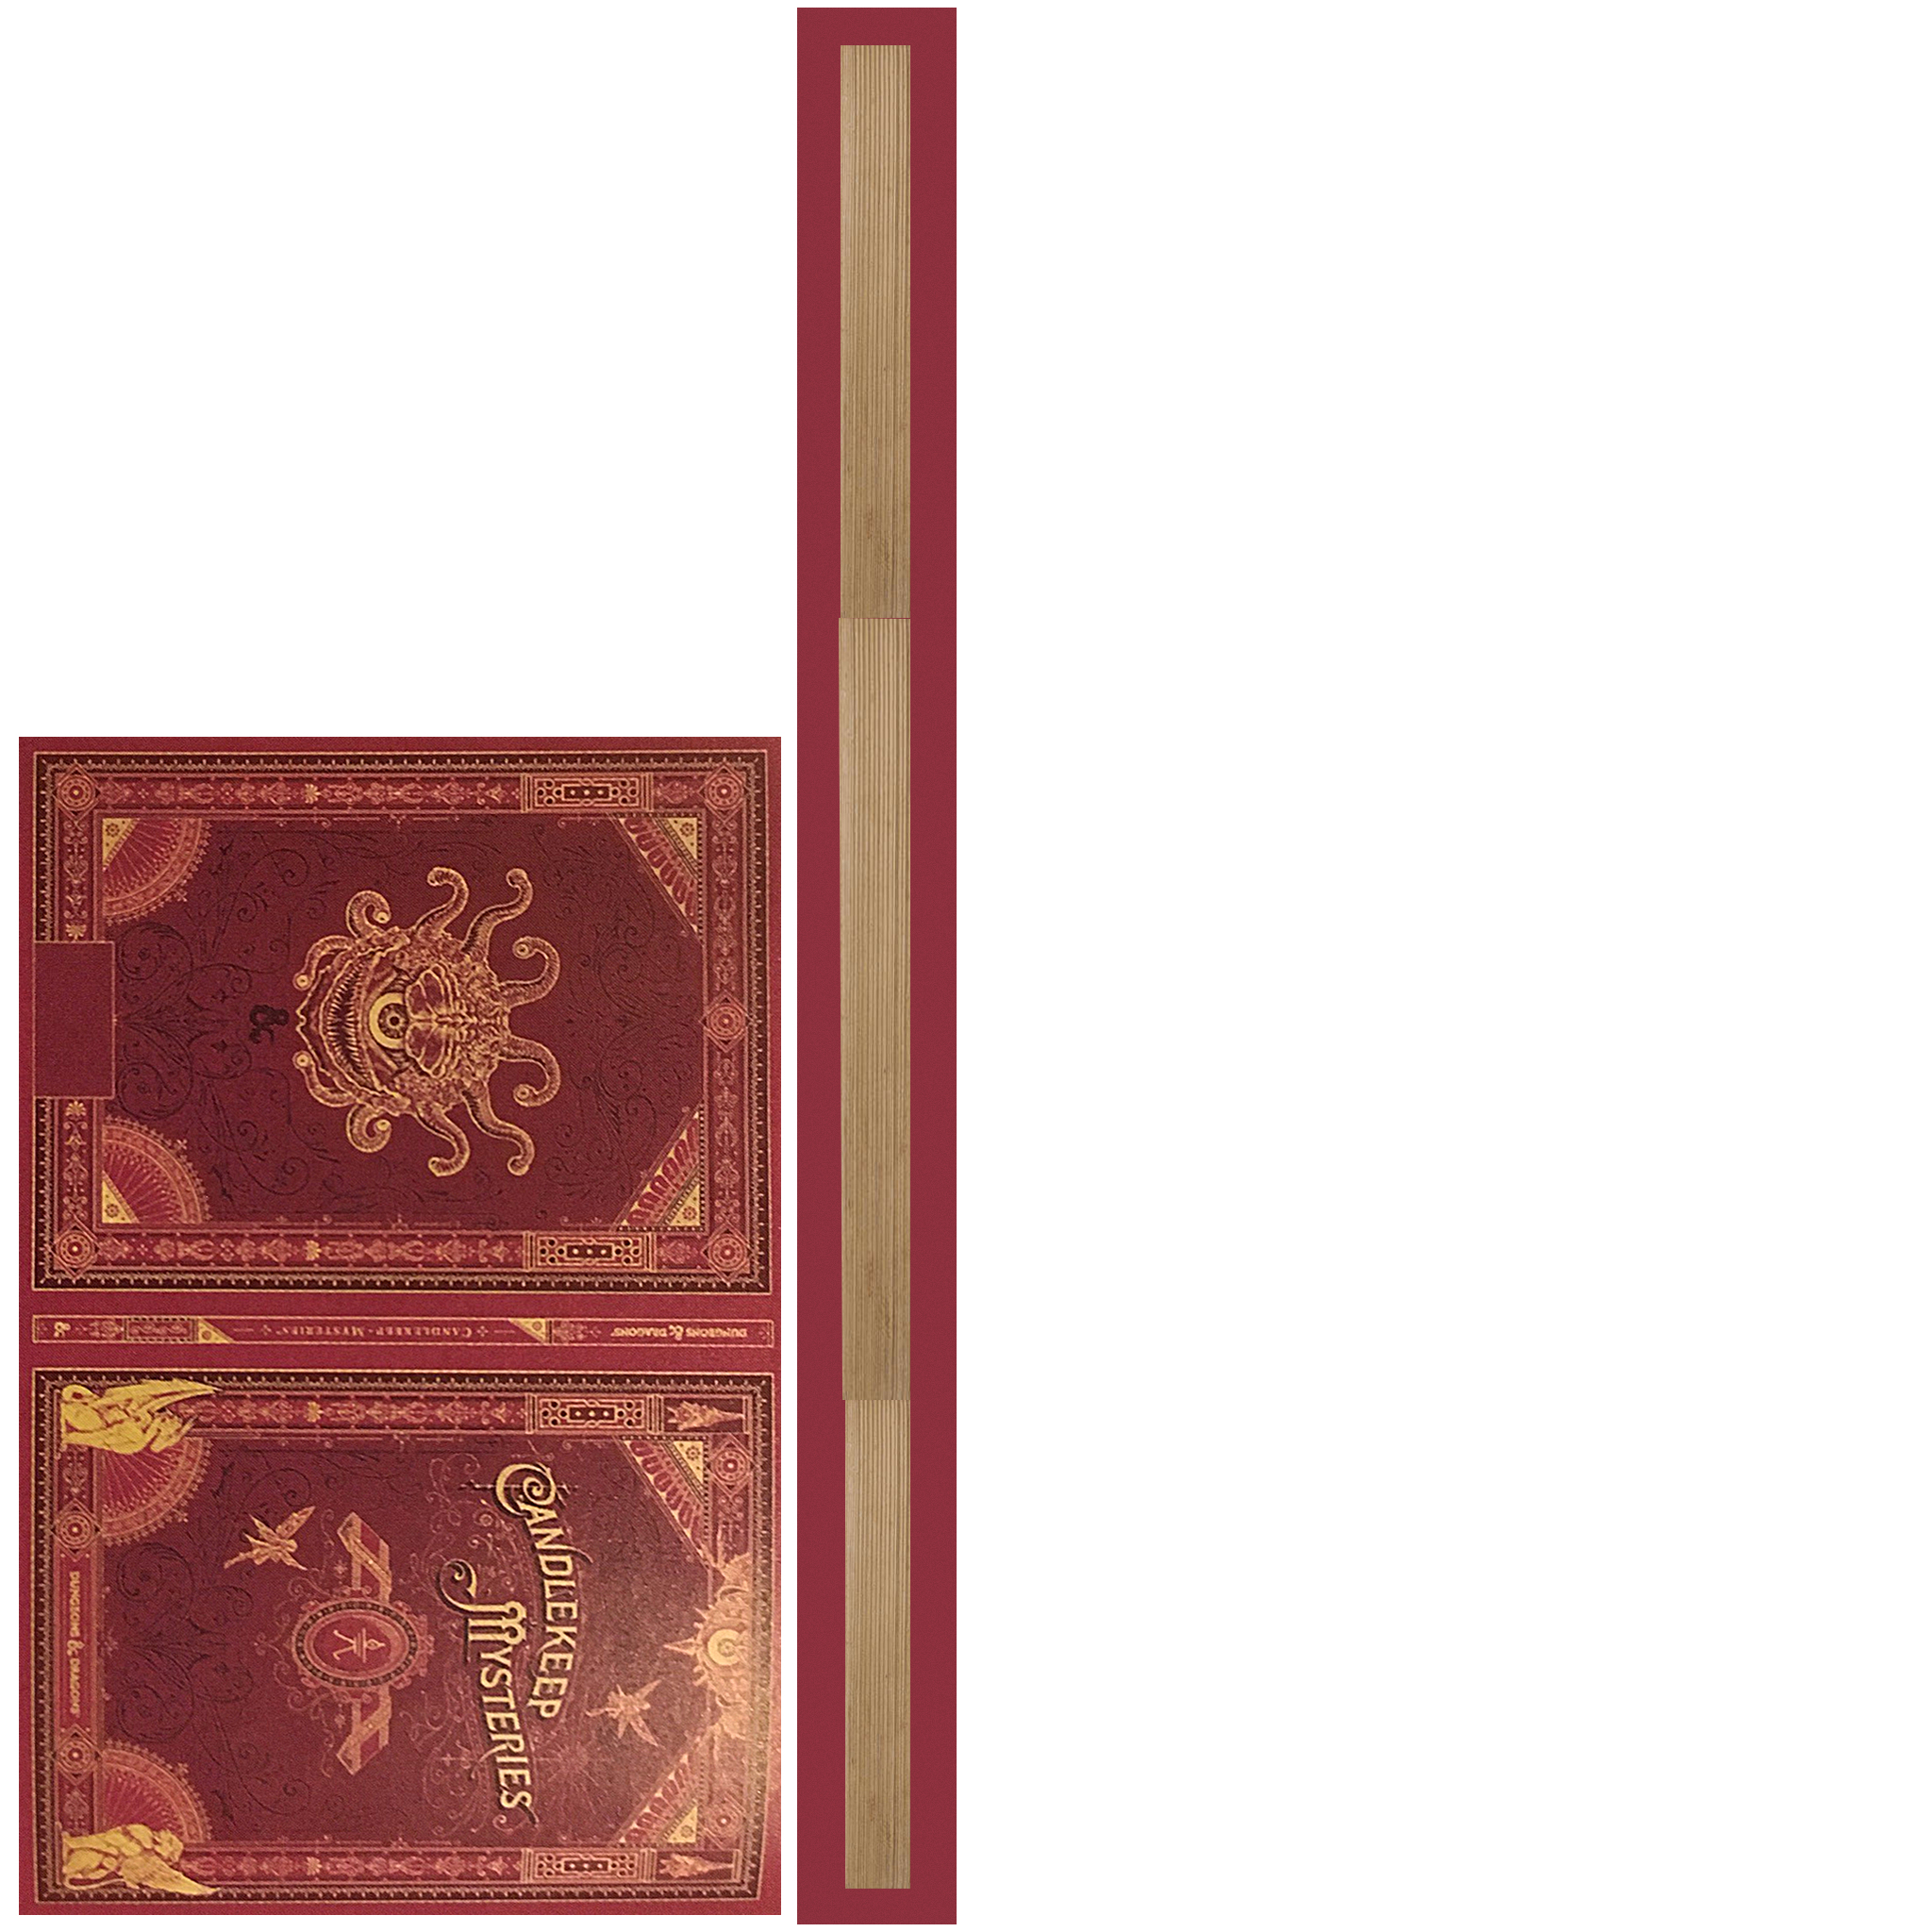 &
DUNGEONS & DRAGONS
CANDLEKEEP · MYSTERIES
&
CANDLEKEEP
MYSTERIES
DUNGEONS & DRAGONS